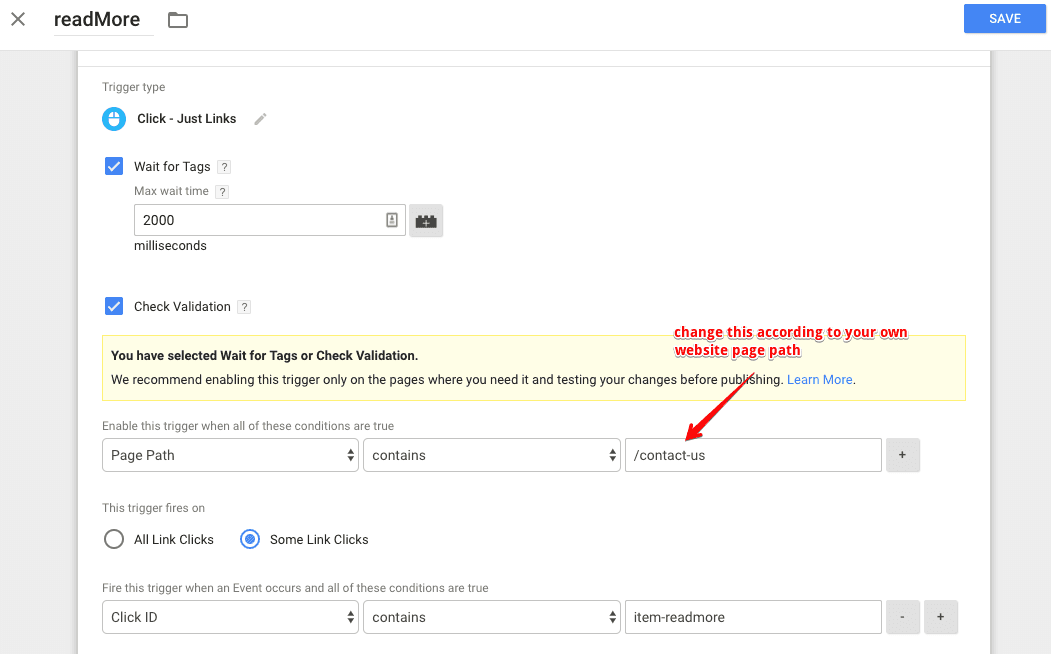 readMore
SAVE
Trigger type
Click - Just Links
Wait for Tags ?
Max wait time ?
2000
milliseconds
Check Validation ?
change this according to your own
website page path
You have selected Wait for Tags or Check Validation.
We recommend enabling this trigger only on the pages where you need it and testing your changes before publishing. Learn More.
Enable this trigger when all of these conditions are true
Page Path contains /contact-us +
This trigger fires on
All Link Clicks Some Link Clicks
Fire this trigger when an Event occurs and all of these conditions are true
Click ID contains item-readmore - +